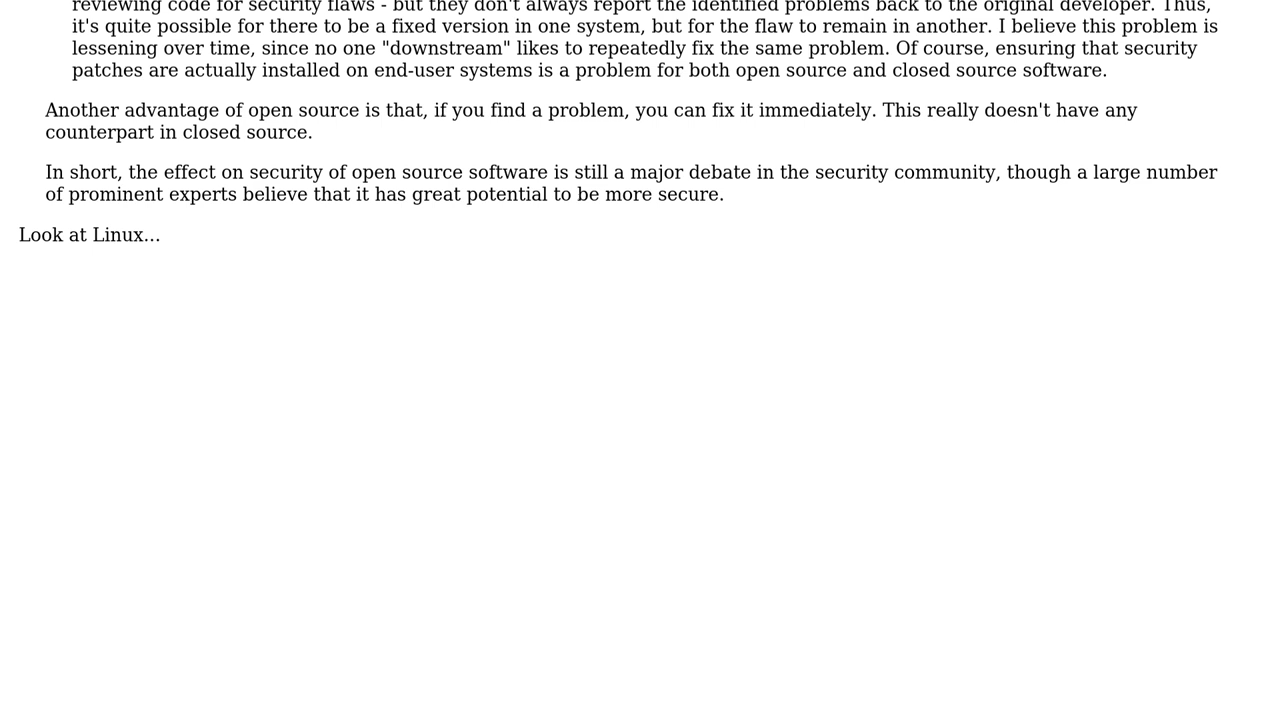 reviewing code for security flaws - but they don't always report the identified problems back to the original developer. Thus,
it's quite possible for there to be a fixed version in one system, but for the flaw to remain in another. I believe this problem is
lessening over time, since no one "downstream" likes to repeatedly fix the same problem. Of course, ensuring that security
patches are actually installed on end-user systems is a problem for both open source and closed source software.
Another advantage of open source is that, if you find a problem, you can fix it immediately. This really doesn't have any
counterpart in closed source.
In short, the effect on security of open source software is still a major debate in the security community, though a large number
of prominent experts believe that it has great potential to be more secure.
Look at Linux...